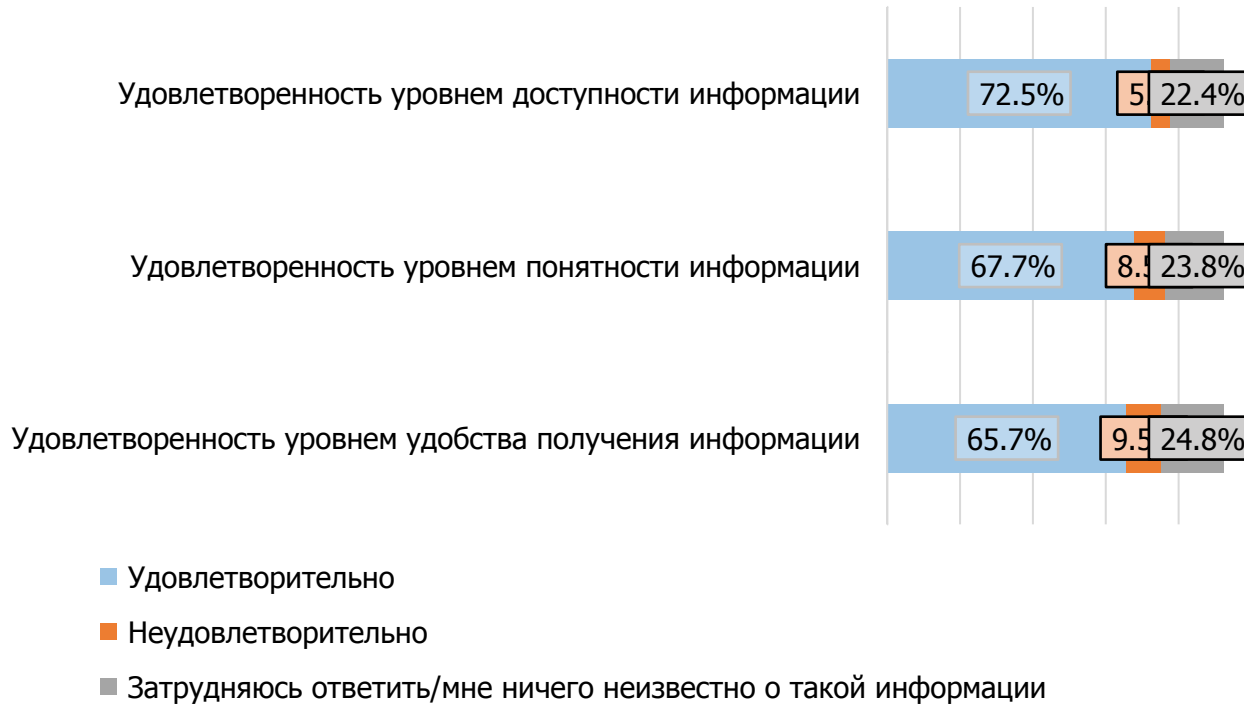 Удовлетворенность уровнем доступности информации
72.5%
5
22.4%
Удовлетворенность уровнем понятности информации
67.7%
8.5
23.8%
Удовлетворенность уровнем удобства получения информации
65.7%
9.5
24.8%
Удовлетворительно
Неудовлетворительно
Затрудняюсь ответить/мне ничего неизвестно о такой информации